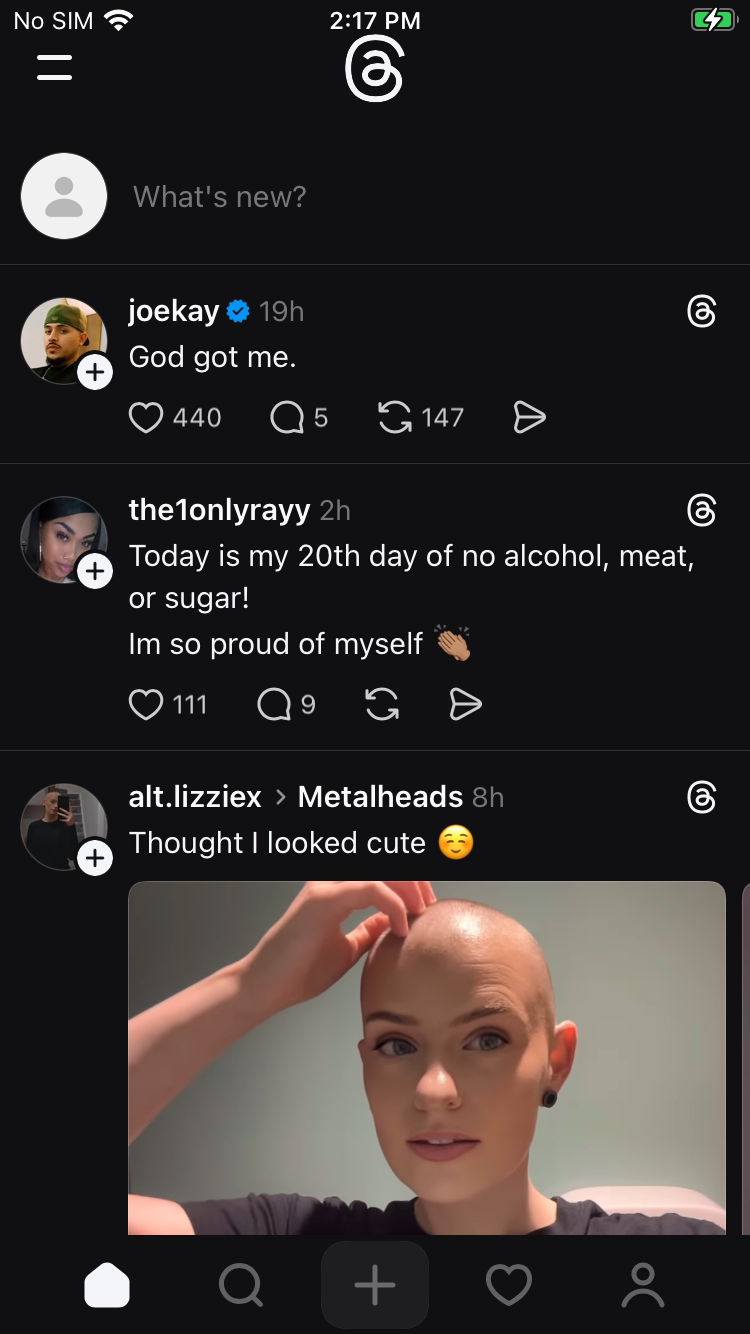 No SIM 2:17 PM
What's new?
joekay 19h
God got me.
440 5 147
the1onlyrayy 2h
Today is my 20th day of no alcohol, meat,
or sugar!
Im so proud of myself 👏🏽
111 9
alt.lizziex > Metalheads 8h
Thought I looked cute ☺️